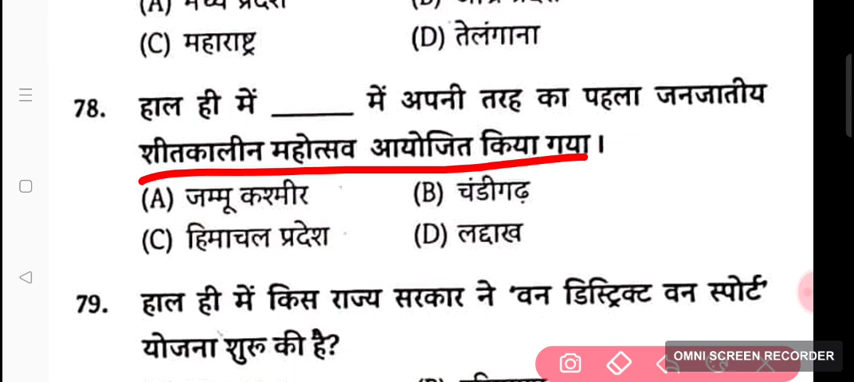 (C) महाराष्ट्र (D) तेलंगाना
78. हाल ही में ______ में अपनी तरह का पहला जनजातीय
शीतकालीन महोत्सव आयोजित किया गया।
(A) जम्मू कश्मीर (B) चंडीगढ़
(C) हिमाचल प्रदेश (D) लद्दाख
79. हाल ही में किस राज्य सरकार ने ‘वन डिस्ट्रिक्ट वन स्पोर्ट’
योजना शुरू की है?
OMNI SCREEN RECORDER